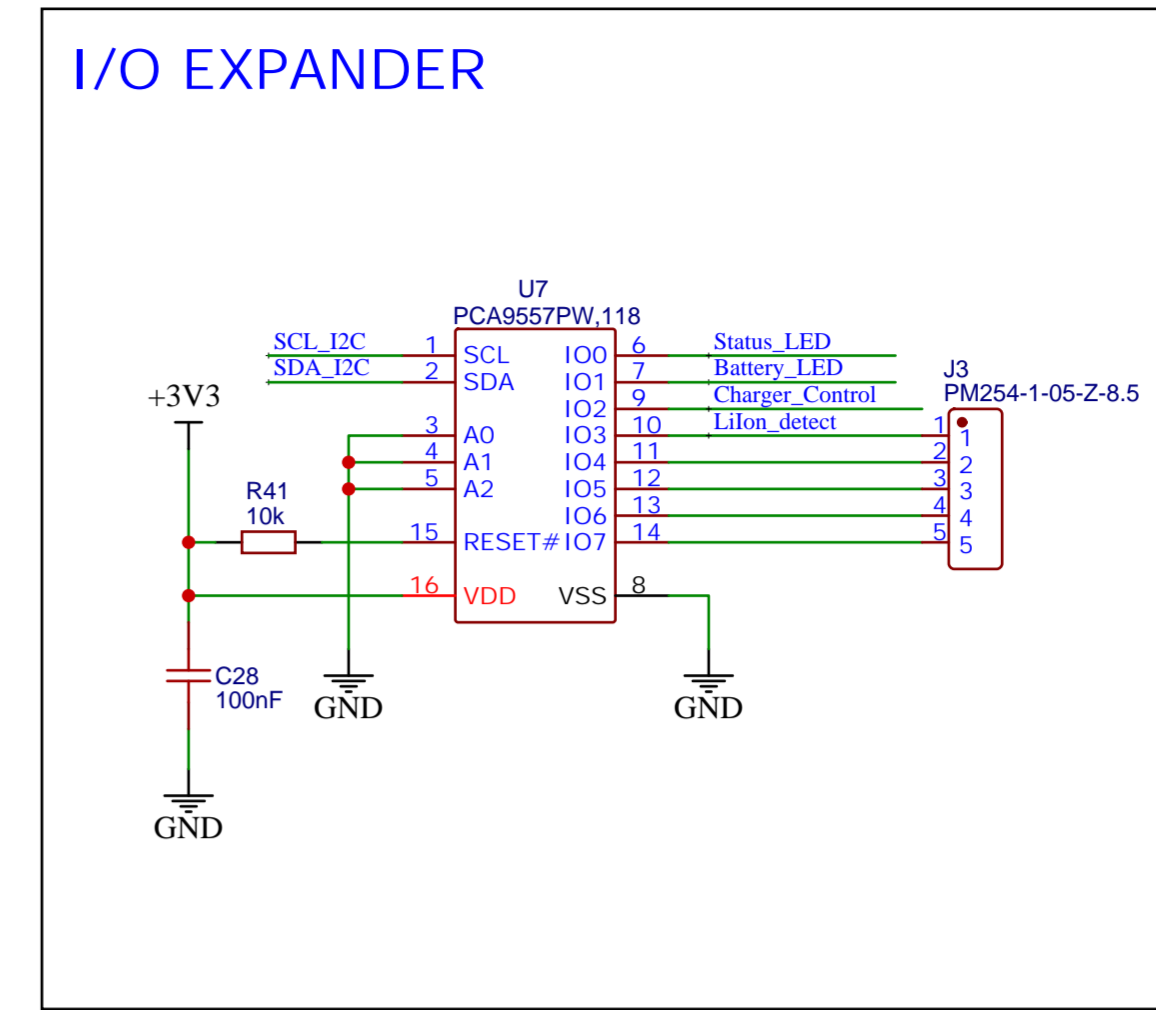 I/O EXPANDER
U7
PCA9557PW,118
SCL_I2C 1 SCL IO0 6 Status_LED
SDA_I2C 2 SDA IO1 7 Battery_LED
J3
PM254-1-05-Z-8.5
+3V3
IO2 9 Charger_Control
3 A0 IO3 10 LiIon_detect 1 1
4 A1 IO4 11 2 2
5 A2 IO5 12 3 3
R41
10k
IO6 13 4 4
15 RESET# IO7 14 5 5
16 VDD VSS 8
C28
100nF
GND
GND
GND